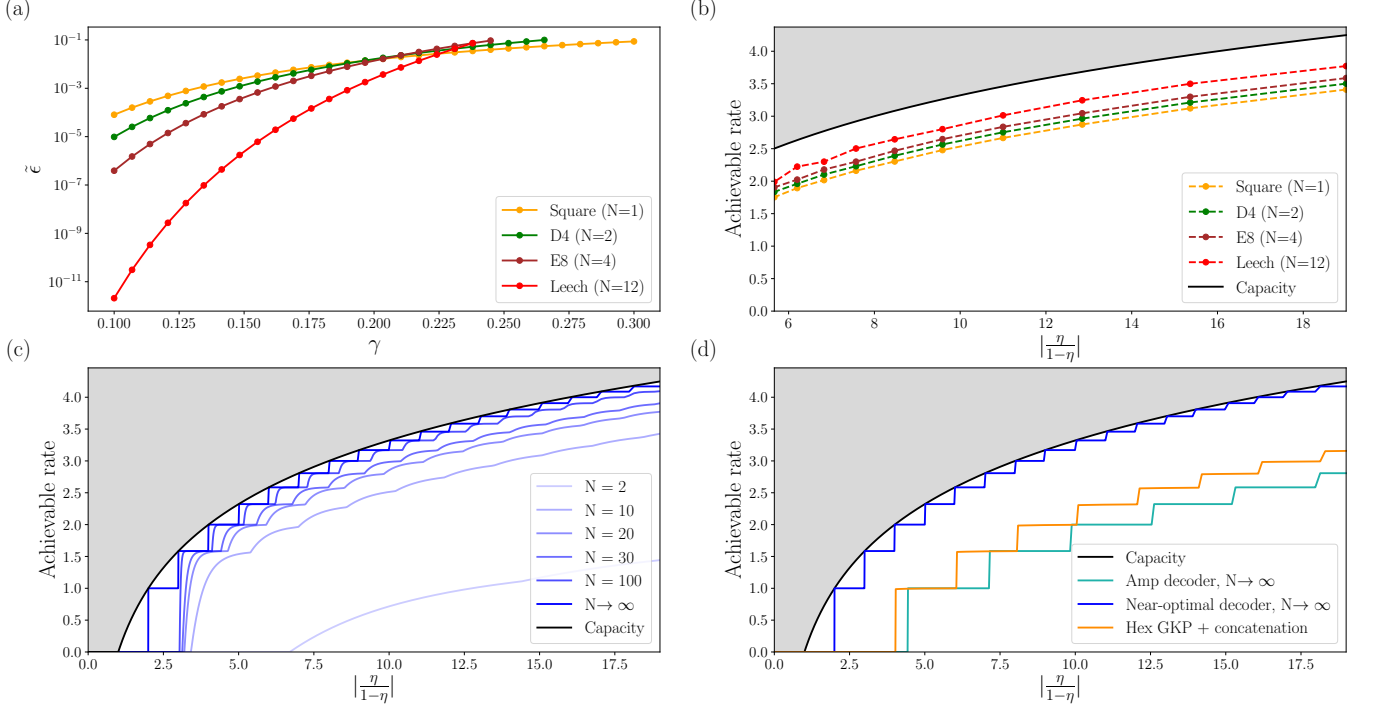 (a)
10⁻¹
10⁻³
10⁻⁵
10⁻⁷
10⁻⁹
10⁻¹¹
ε̃
Square (N=1)
D4 (N=2)
E8 (N=4)
Leech (N=12)
0.100 0.125 0.150 0.175 0.200 0.225 0.250 0.275 0.300
γ
(b)
4.0
3.5
3.0
2.5
2.0
1.5
1.0
0.5
0.0
Achievable rate
Square (N=1)
D4 (N=2)
E8 (N=4)
Leech (N=12)
Capacity
6 8 10 12 14 16 18
|η/(1−η)|
(c)
4.0
3.5
3.0
2.5
2.0
1.5
1.0
0.5
0.0
Achievable rate
N = 2
N = 10
N = 20
N = 30
N = 100
N→ ∞
Capacity
0.0 2.5 5.0 7.5 10.0 12.5 15.0 17.5
|η/(1−η)|
(d)
4.0
3.5
3.0
2.5
2.0
1.5
1.0
0.5
0.0
Achievable rate
Capacity
Amp decoder, N→ ∞
Near-optimal decoder, N→ ∞
Hex GKP + concatenation
0.0 2.5 5.0 7.5 10.0 12.5 15.0 17.5
|η/(1−η)|